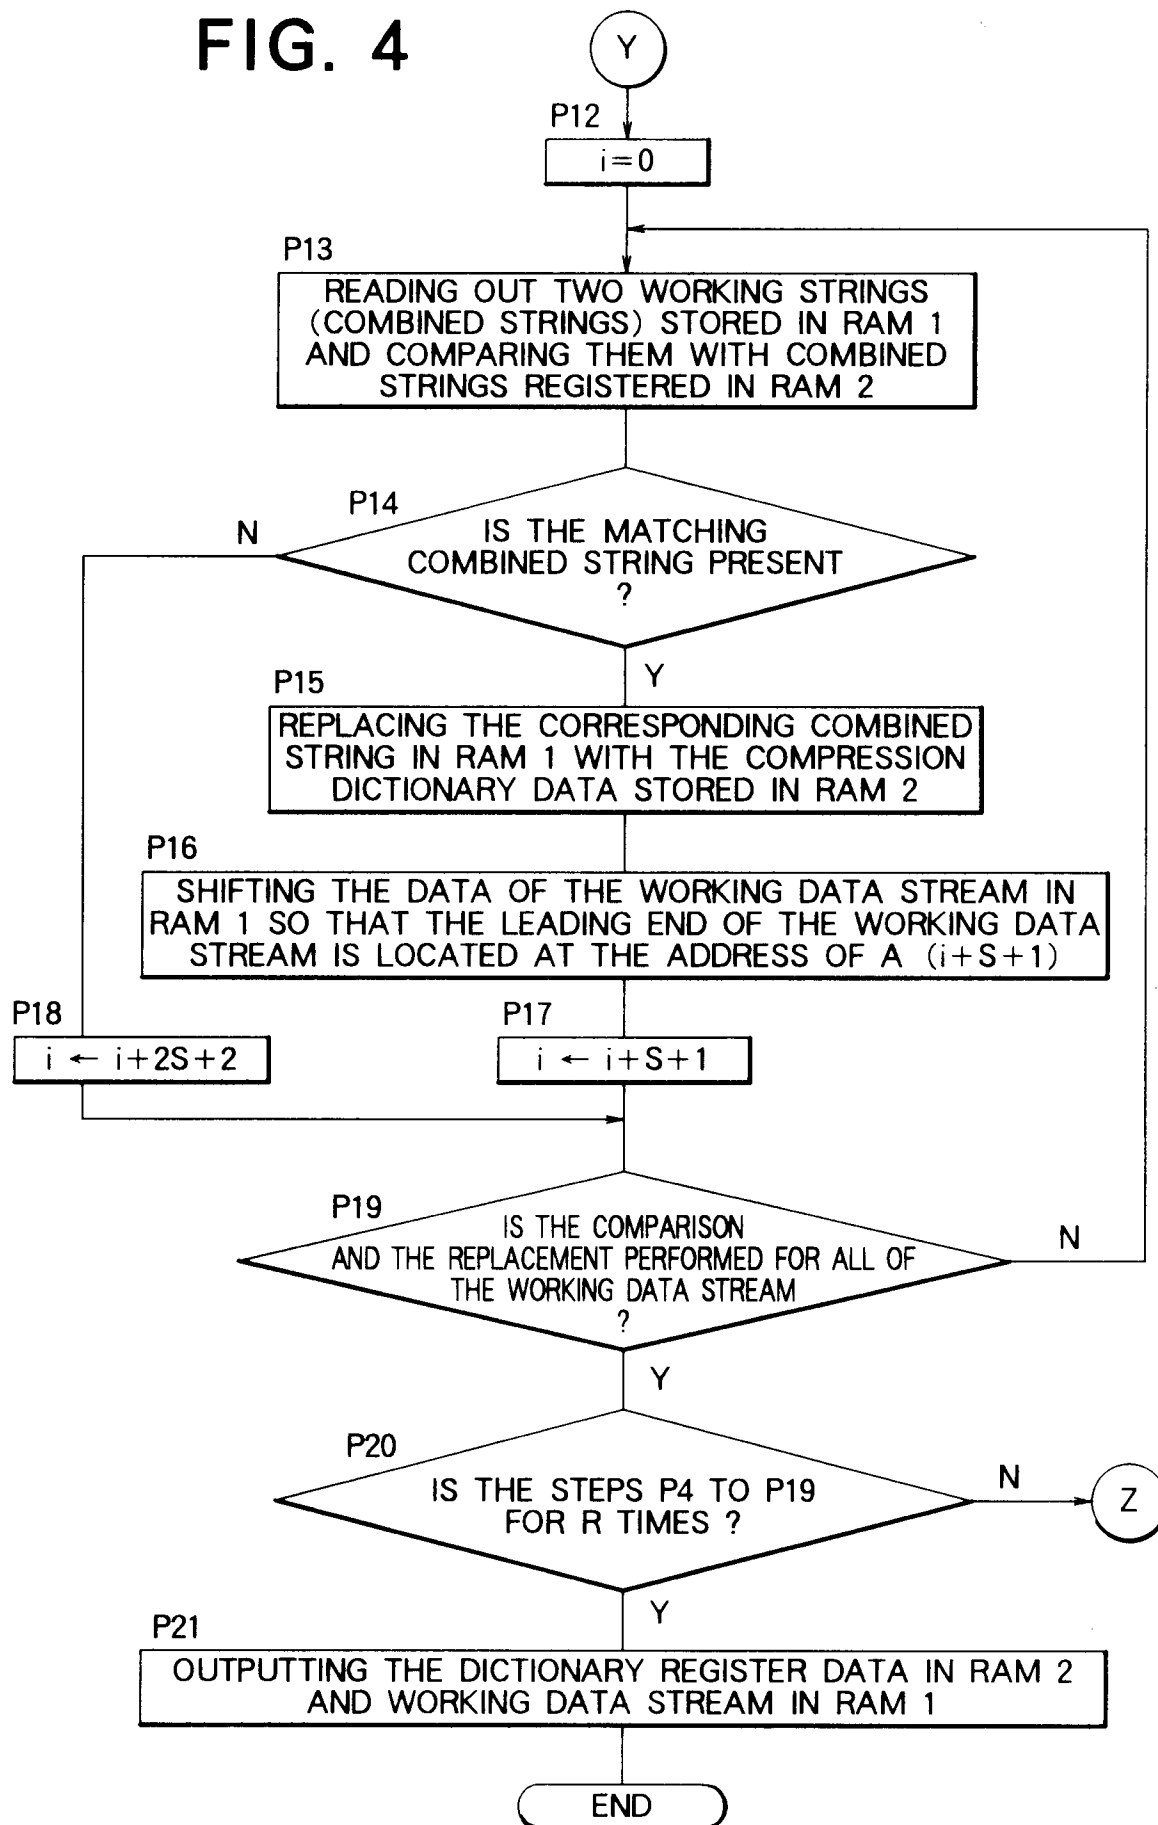 FIG. 4
Y
P12
i=0
P13
READING OUT TWO WORKING STRINGS
(COMBINED STRINGS) STORED IN RAM 1
AND COMPARING THEM WITH COMBINED
STRINGS REGISTERED IN RAM 2
P14
N
IS THE MATCHING
COMBINED STRING PRESENT
?
Y
P15
REPLACING THE CORRESPONDING COMBINED
STRING IN RAM 1 WITH THE COMPRESSION
DICTIONARY DATA STORED IN RAM 2
P16
SHIFTING THE DATA OF THE WORKING DATA STREAM IN
RAM 1 SO THAT THE LEADING END OF THE WORKING DATA
STREAM IS LOCATED AT THE ADDRESS OF A (i+S+1)
P18
i ← i+2S+2
P17
i ← i+S+1
P19
IS THE COMPARISON
AND THE REPLACEMENT PERFORMED FOR ALL OF
THE WORKING DATA STREAM
?
N
Y
P20
IS THE STEPS P4 TO P19
FOR R TIMES ?
N
Z
Y
P21
OUTPUTTING THE DICTIONARY REGISTER DATA IN RAM 2
AND WORKING DATA STREAM IN RAM 1
END